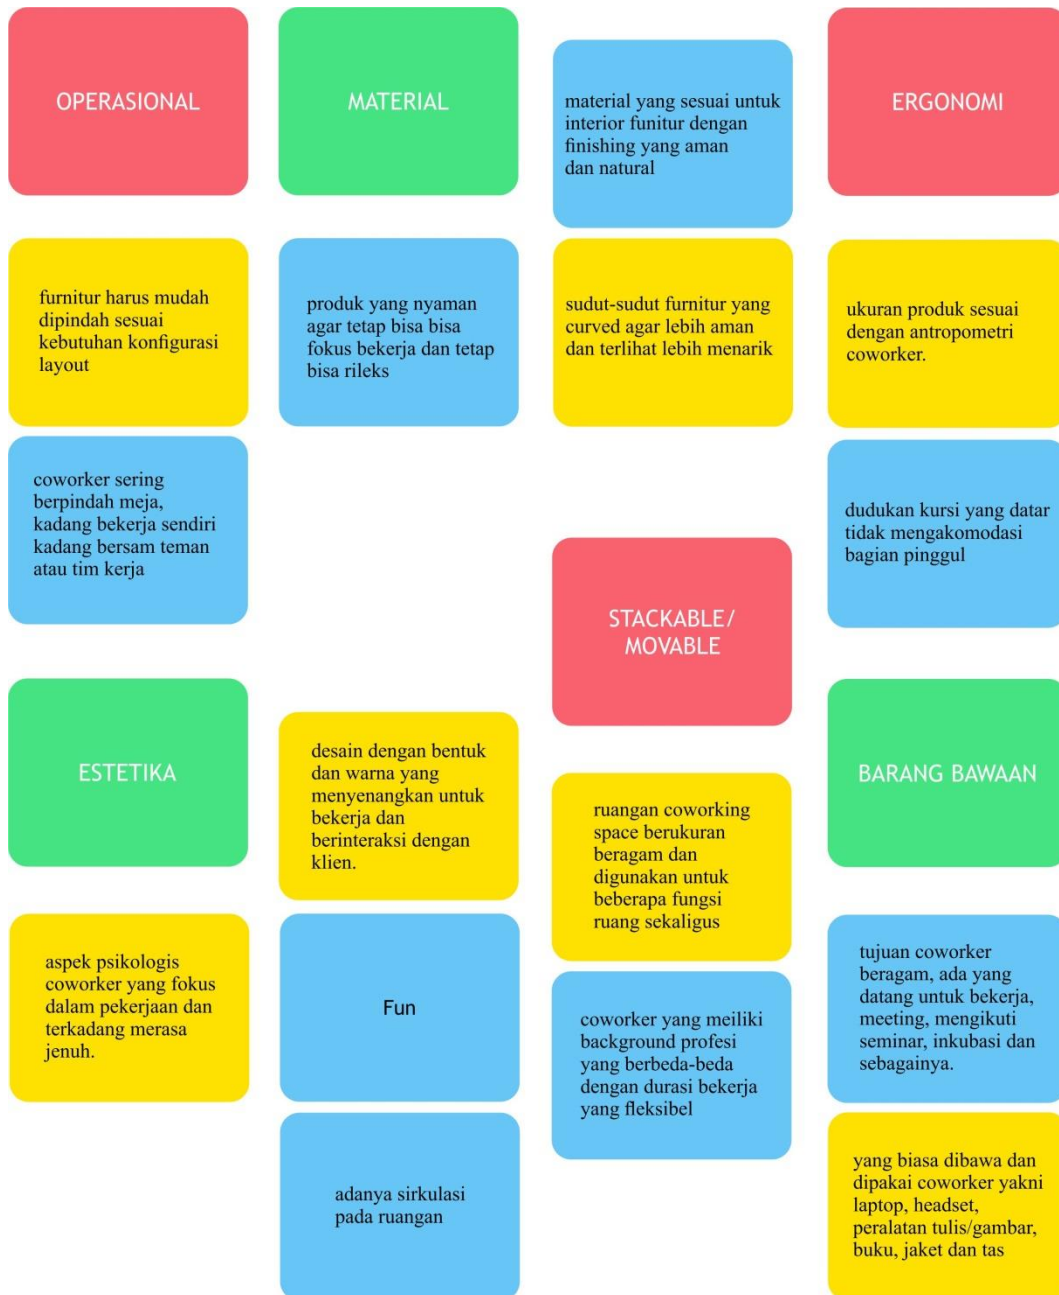 OPERASIONAL
furnitur harus mudah
dipindah sesuai
kebutuhan konfigurasi
layout
coworker sering
berpindah meja,
kadang bekerja sendiri
kadang bersam teman
atau tim kerja
MATERIAL
produk yang nyaman
agar tetap bisa bisa
fokus bekerja dan tetap
bisa rileks
material yang sesuai untuk
interior funitur dengan
finishing yang aman
dan natural
sudut-sudut furnitur yang
curved agar lebih aman
dan terlihat lebih menarik
ERGONOMI
ukuran produk sesuai
dengan antropometri
coworker.
dudukan kursi yang datar
tidak mengakomodasi
bagian pinggul
ESTETIKA
aspek psikologis
coworker yang fokus
dalam pekerjaan dan
terkadang merasa
jenuh.
desain dengan bentuk
dan warna yang
menyenangkan untuk
bekerja dan
berinteraksi dengan
klien.
Fun
adanya sirkulasi
pada ruangan
STACKABLE/
MOVABLE
ruangan coworking
space berukuran
beragam dan
digunakan untuk
beberapa fungsi
ruang sekaligus
coworker yang meiliki
background profesi
yang berbeda-beda
dengan durasi bekerja
yang fleksibel
BARANG BAWAAN
tujuan coworker
beragam, ada yang
datang untuk bekerja,
meeting, mengikuti
seminar, inkubasi dan
sebagainya.
yang biasa dibawa dan
dipakai coworker yakni
laptop, headset,
peralatan tulis/gambar,
buku, jaket dan tas